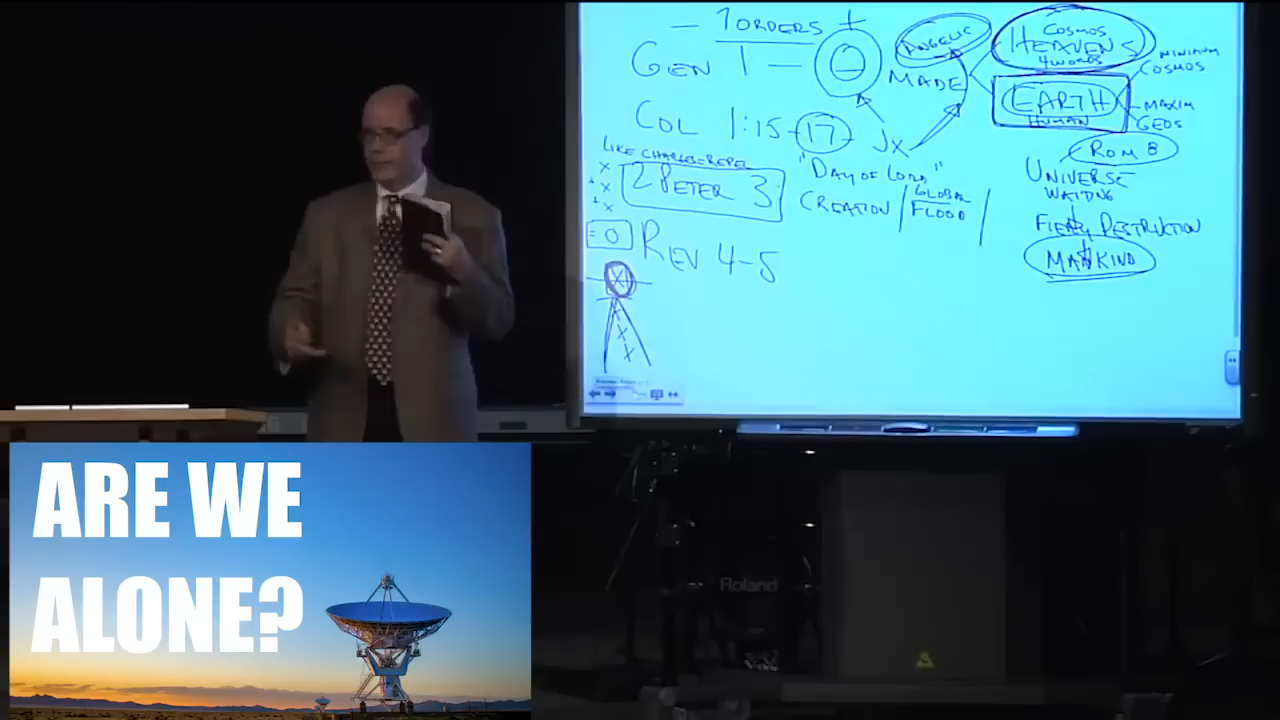 7 ORDERS
GEN 1 —
ANGELIC
MADE
COSMOS
HEAVENS
4 WORDS
MINIMUM
COSMOS
EARTH
HUMAN
MAXIM
GEOS
COL 1:15-17
Jx
ROM 8
LIKE CHARGE REPEL
2 PETER 3
"DAY OF LORD"
CREATION / GLOBAL FLOOD /
UNIVERSE
WAITING
FIERY DESTRUCTION
MANKIND
= 0
REV 4-5
ARE WE
ALONE?
Roland